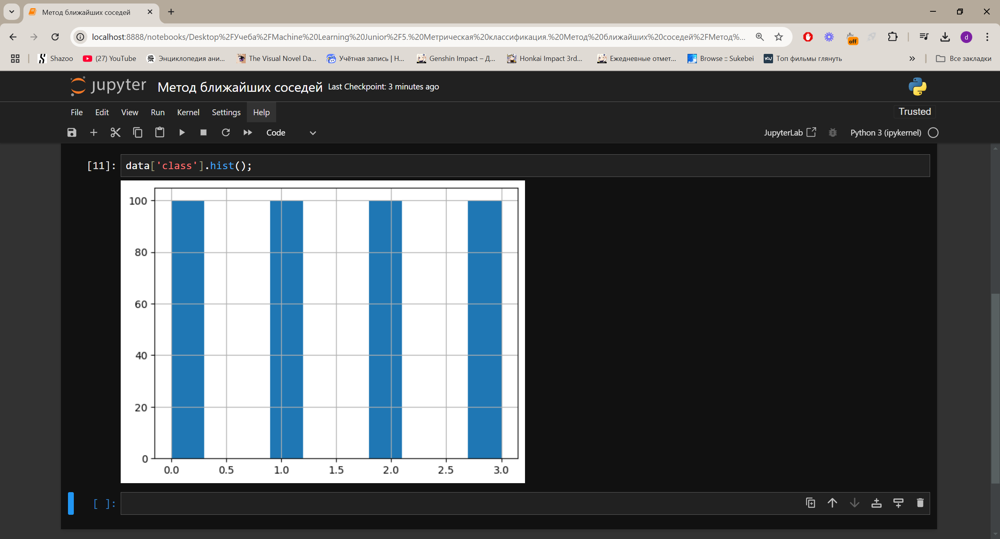 Метод ближайших соседей
localhost:8888/notebooks/Desktop%2FУчеба%2FMachine%20Learning%20Junior%2F5.%20Метрическая%20классификация.%20Метод%20ближайших%20соседей%2FМетод%...
off
d
Shazoo (27) YouTube Энциклопедия ани... The Visual Novel Da... Учётная запись | H... Genshin Impact – Д... Honkai Impact 3rd... Ежедневные отмет... Browse :: Sukebei Топ фильмы глянуть » Все закладки
jupyter Метод ближайших соседей Last Checkpoint: 3 minutes ago
File Edit View Run Kernel Settings Help Trusted
Code JupyterLab Python 3 (ipykernel)
[11]: data['class'].hist();
100
80
60
40
20
0
0.0 0.5 1.0 1.5 2.0 2.5 3.0
[ ]: